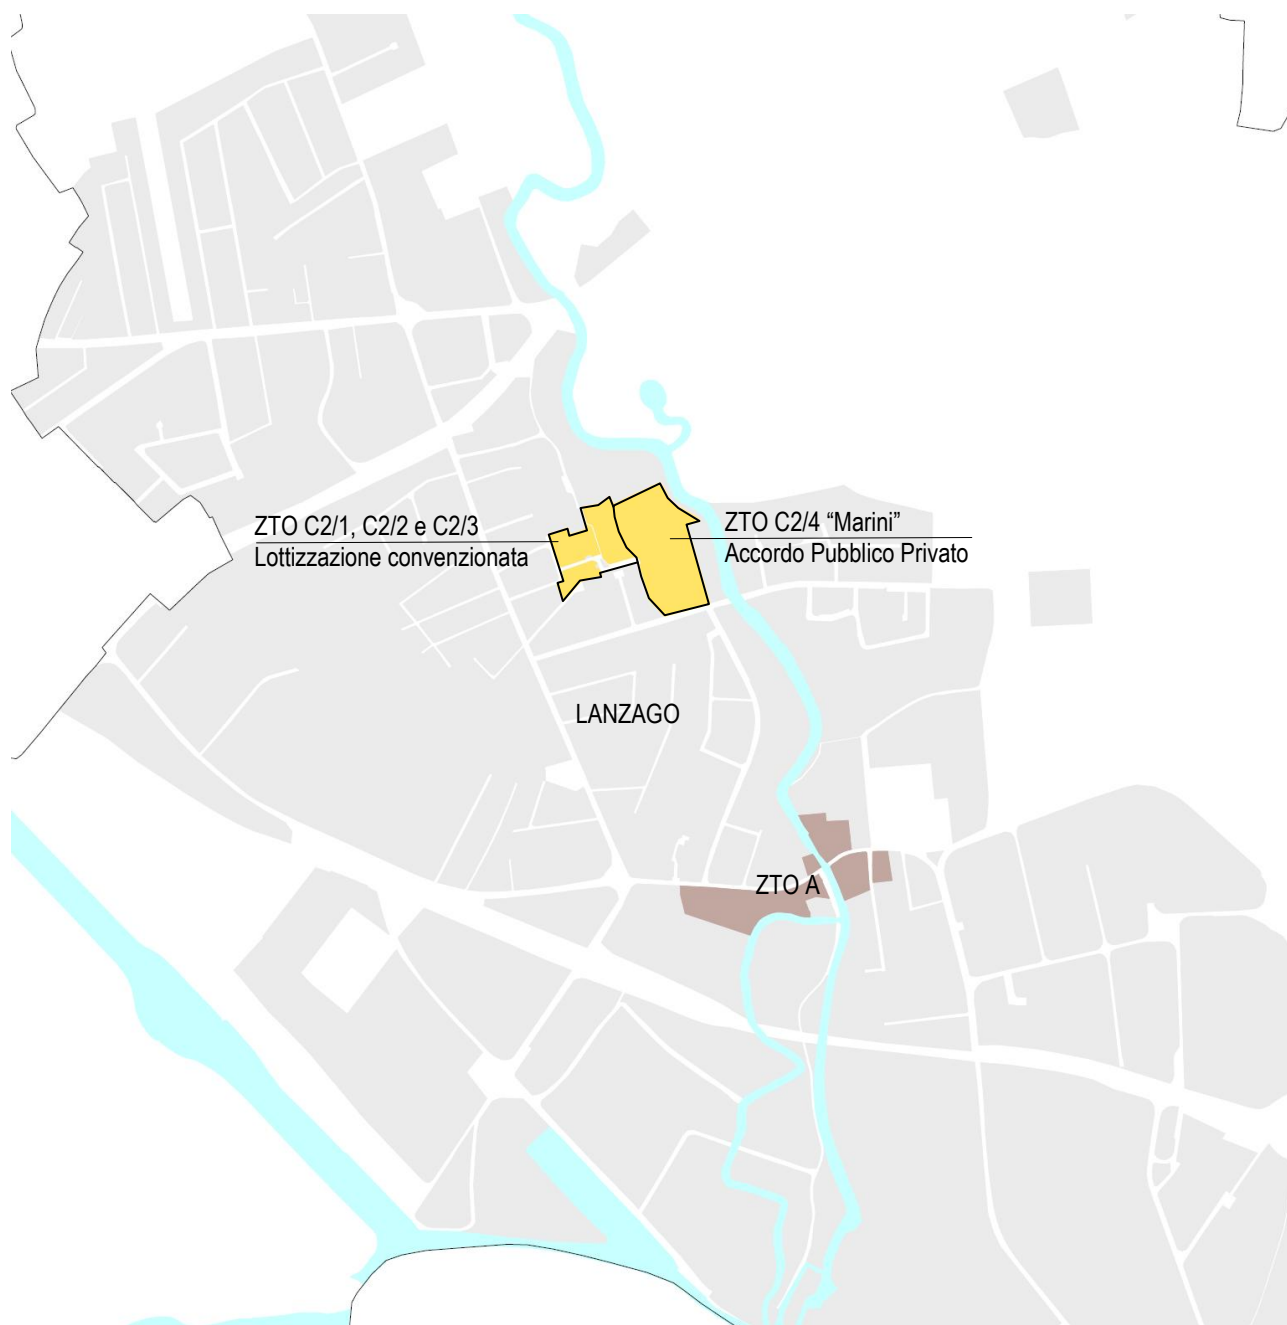 ZTO C2/1, C2/2 e C2/3
Lottizzazione convenzionata
ZTO C2/4 “Marini”
Accordo Pubblico Privato
LANZAGO
ZTO A